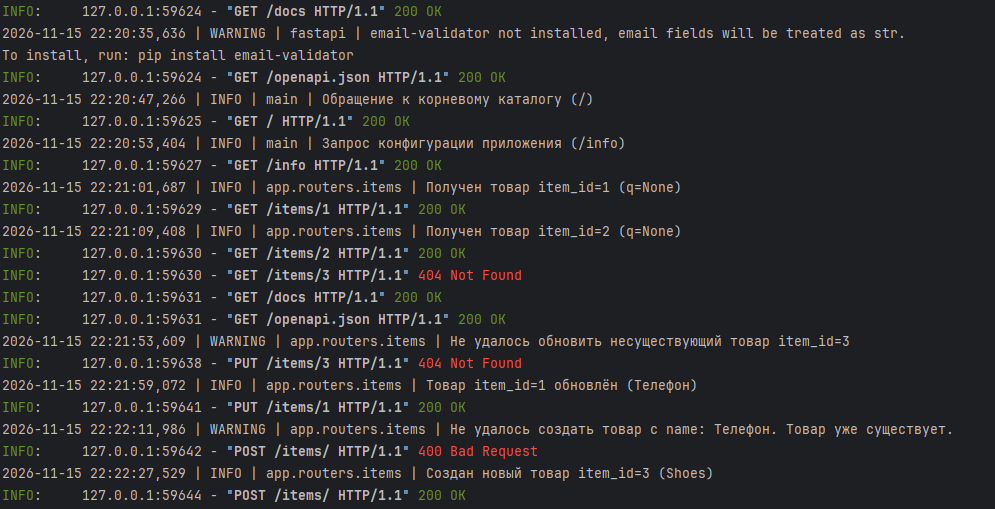 INFO:     127.0.0.1:59624 - "GET /docs HTTP/1.1" 200 OK
2026-11-15 22:20:35,636 | WARNING | fastapi | email-validator not installed, email fields will be treated as str.
To install, run: pip install email-validator
INFO:     127.0.0.1:59624 - "GET /openapi.json HTTP/1.1" 200 OK
2026-11-15 22:20:47,266 | INFO | main | Обращение к корневому каталогу (/)
INFO:     127.0.0.1:59625 - "GET / HTTP/1.1" 200 OK
2026-11-15 22:20:53,404 | INFO | main | Запрос конфигурации приложения (/info)
INFO:     127.0.0.1:59627 - "GET /info HTTP/1.1" 200 OK
2026-11-15 22:21:01,687 | INFO | app.routers.items | Получен товар item_id=1 (q=None)
INFO:     127.0.0.1:59629 - "GET /items/1 HTTP/1.1" 200 OK
2026-11-15 22:21:09,408 | INFO | app.routers.items | Получен товар item_id=2 (q=None)
INFO:     127.0.0.1:59630 - "GET /items/2 HTTP/1.1" 200 OK
INFO:     127.0.0.1:59630 - "GET /items/3 HTTP/1.1" 404 Not Found
INFO:     127.0.0.1:59631 - "GET /docs HTTP/1.1" 200 OK
INFO:     127.0.0.1:59631 - "GET /openapi.json HTTP/1.1" 200 OK
2026-11-15 22:21:53,609 | WARNING | app.routers.items | Не удалось обновить несуществующий товар item_id=3
INFO:     127.0.0.1:59638 - "PUT /items/3 HTTP/1.1" 404 Not Found
2026-11-15 22:21:59,072 | INFO | app.routers.items | Товар item_id=1 обновлён (Телефон)
INFO:     127.0.0.1:59641 - "PUT /items/1 HTTP/1.1" 200 OK
2026-11-15 22:22:11,986 | WARNING | app.routers.items | Не удалось создать товар с name: Телефон. Товар уже существует.
INFO:     127.0.0.1:59642 - "POST /items/ HTTP/1.1" 400 Bad Request
2026-11-15 22:22:27,529 | INFO | app.routers.items | Создан новый товар item_id=3 (Shoes)
INFO:     127.0.0.1:59644 - "POST /items/ HTTP/1.1" 200 OK